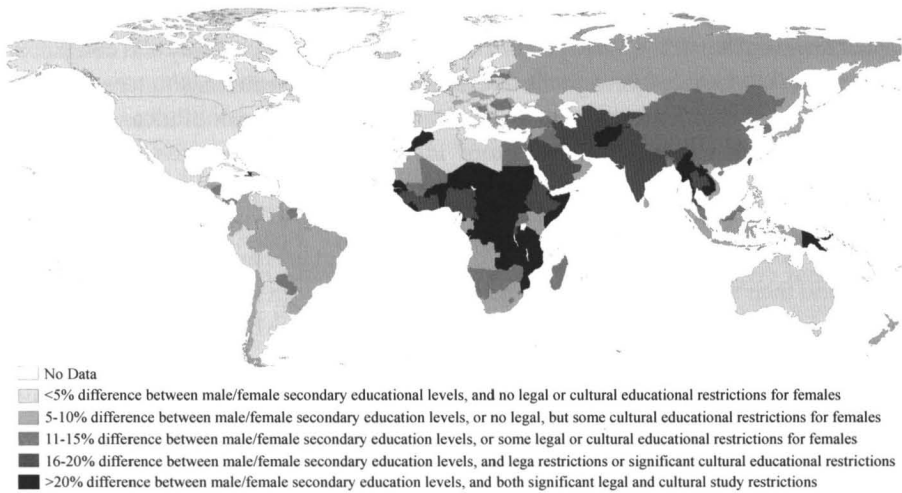 No Data
<5% difference between male/female secondary educational levels, and no legal or cultural educational restrictions for females
5-10% difference between male/female secondary education levels, or no legal, but some cultural educational restrictions for females
11-15% difference between male/female secondary education levels, or some legal or cultural educational restrictions for females
16-20% difference between male/female secondary education levels, and lega restrictions or significant cultural educational restrictions
>20% difference between male/female secondary education levels, and both significant legal and cultural study restrictions